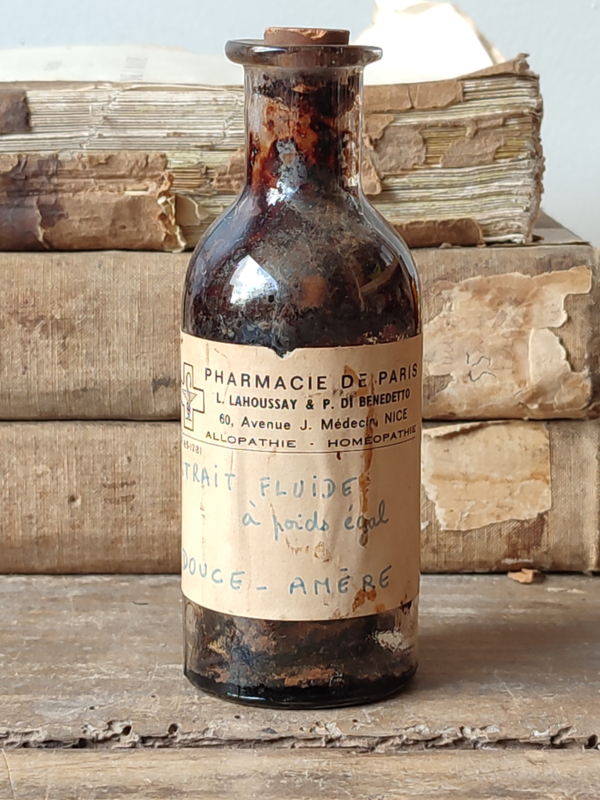 PHARMACIE DE PARIS
L. LAHOUSSAY & P. DI BENEDETTO
60, Avenue J. Médecin, NICE
ALLOPATHIE - HOMÉOPATHIE
TRAIT FLUIDE
à poids égal
DOUCE - AMÈRE